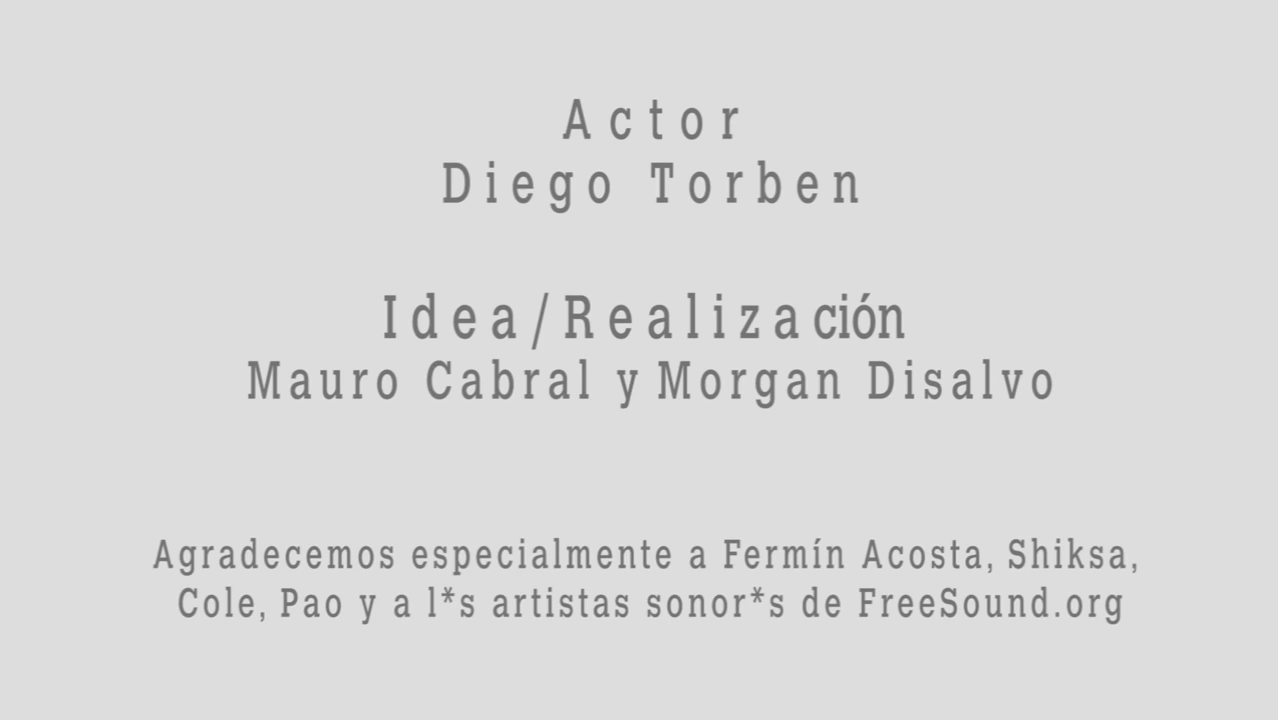 Actor
Diego Torben
Idea/Realización
Mauro Cabral y Morgan Disalvo
Agradecemos especialmente a Fermín Acosta, Shiksa,
Cole, Pao y a l*s artistas sonor*s de FreeSound.org